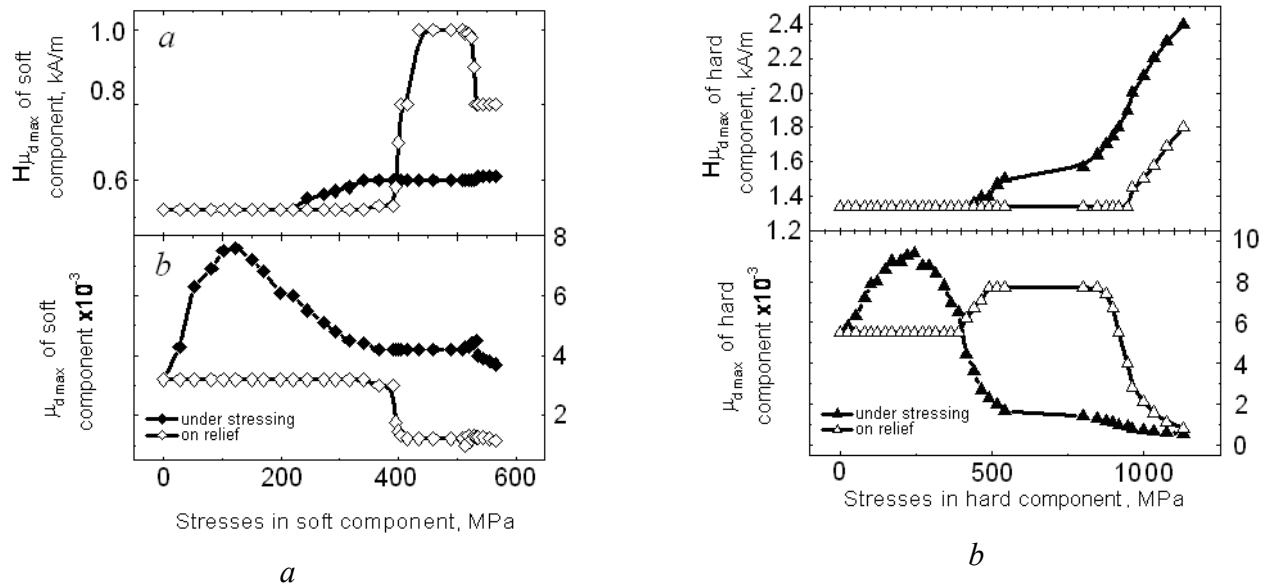 a
1.0
0.8
0.6
Hμd max of soft
component, kA/m
b
8
6
4
2
μd max of soft
component x10-3
under stressing
on relief
0 200 400 600
Stresses in soft component, MPa
a
2.4
2.2
2.0
1.8
1.6
1.4
1.2
Hμd max of hard
component, kA/m
10
8
6
4
2
0
μd max of hard
component x10-3
under stressing
on relief
0 500 1000
Stresses in hard component, MPa
b